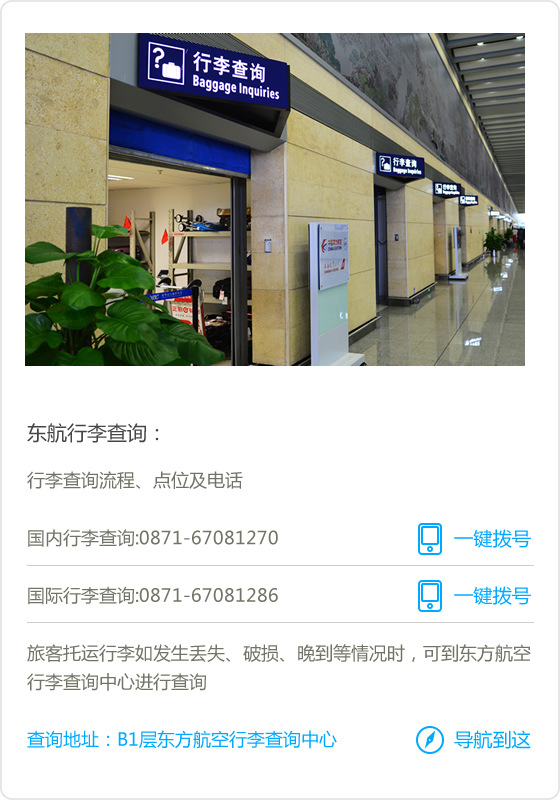 行李查询
Baggage Inquiries
行李查询
Baggage Inquiries
行李查询
东航行李查询：
行李查询流程、点位及电话
国内行李查询:0871-67081270
一键拨号
国际行李查询:0871-67081286
一键拨号
旅客托运行李如发生丢失、破损、晚到等情况时，可到东方航空
行李查询中心进行查询
查询地址：B1层东方航空行李查询中心
导航到这